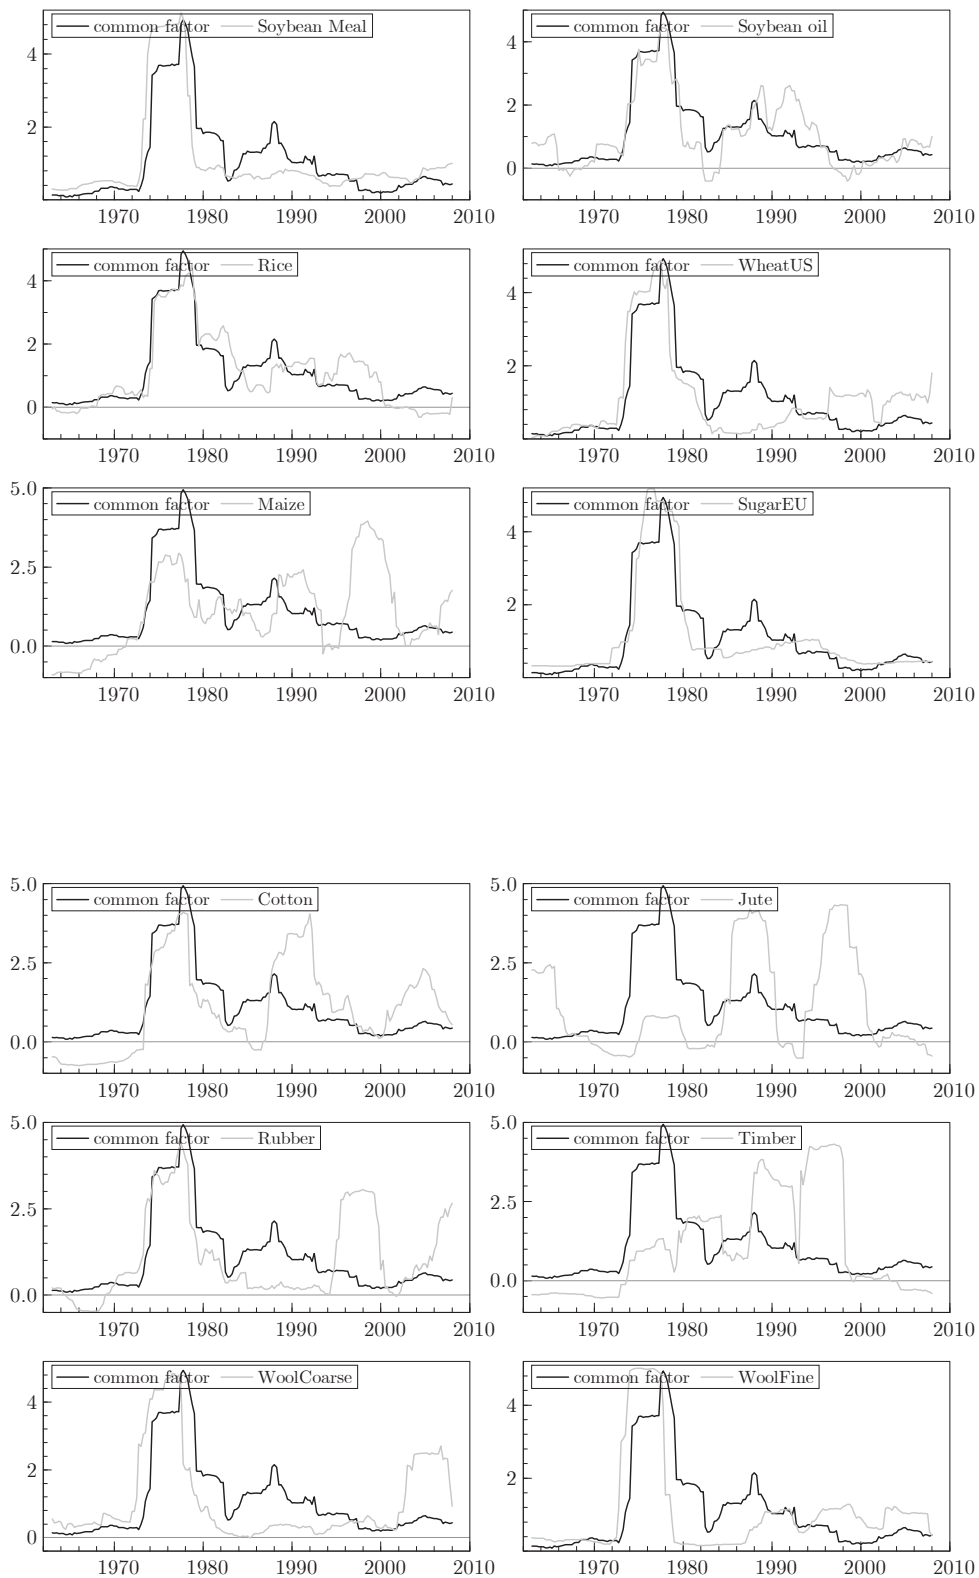 common factor Soybean Meal
4
2
1970 1980 1990 2000 2010
common factor Soybean oil
4
2
0
1970 1980 1990 2000 2010
common factor Rice
4
2
0
1970 1980 1990 2000 2010
common factor WheatUS
4
2
1970 1980 1990 2000 2010
common factor Maize
5.0
2.5
0.0
1970 1980 1990 2000 2010
common factor SugarEU
4
2
1970 1980 1990 2000 2010
common factor Cotton
5.0
2.5
0.0
1970 1980 1990 2000 2010
common factor Jute
5.0
2.5
0.0
1970 1980 1990 2000 2010
common factor Rubber
5.0
2.5
0.0
1970 1980 1990 2000 2010
common factor Timber
5.0
2.5
0.0
1970 1980 1990 2000 2010
common factor WoolCoarse
4
2
0
1970 1980 1990 2000 2010
common factor WoolFine
4
2
1970 1980 1990 2000 2010